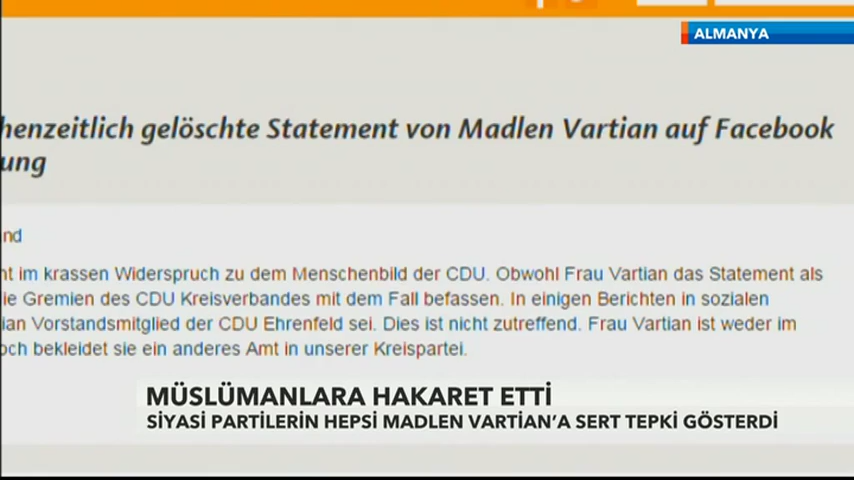 ALMANYA
henzeitlich gelöschte Statement von Madlen Vartian auf Facebook
ung
nd
ht im krassen Widerspruch zu dem Menschenbild der CDU. Obwohl Frau Vartian das Statement als
ie Gremien des CDU Kreisverbandes mit dem Fall befassen. In einigen Berichten in sozialen
ian Vorstandsmitglied der CDU Ehrenfeld sei. Dies ist nicht zutreffend. Frau Vartian ist weder im
och bekleidet sie ein anderes Amt in unserer Kreispartei.
MÜSLÜMANLARA HAKARET ETTİ
SİYASİ PARTİLERİN HEPSİ MADLEN VARTİAN'A SERT TEPKİ GÖSTERDİ